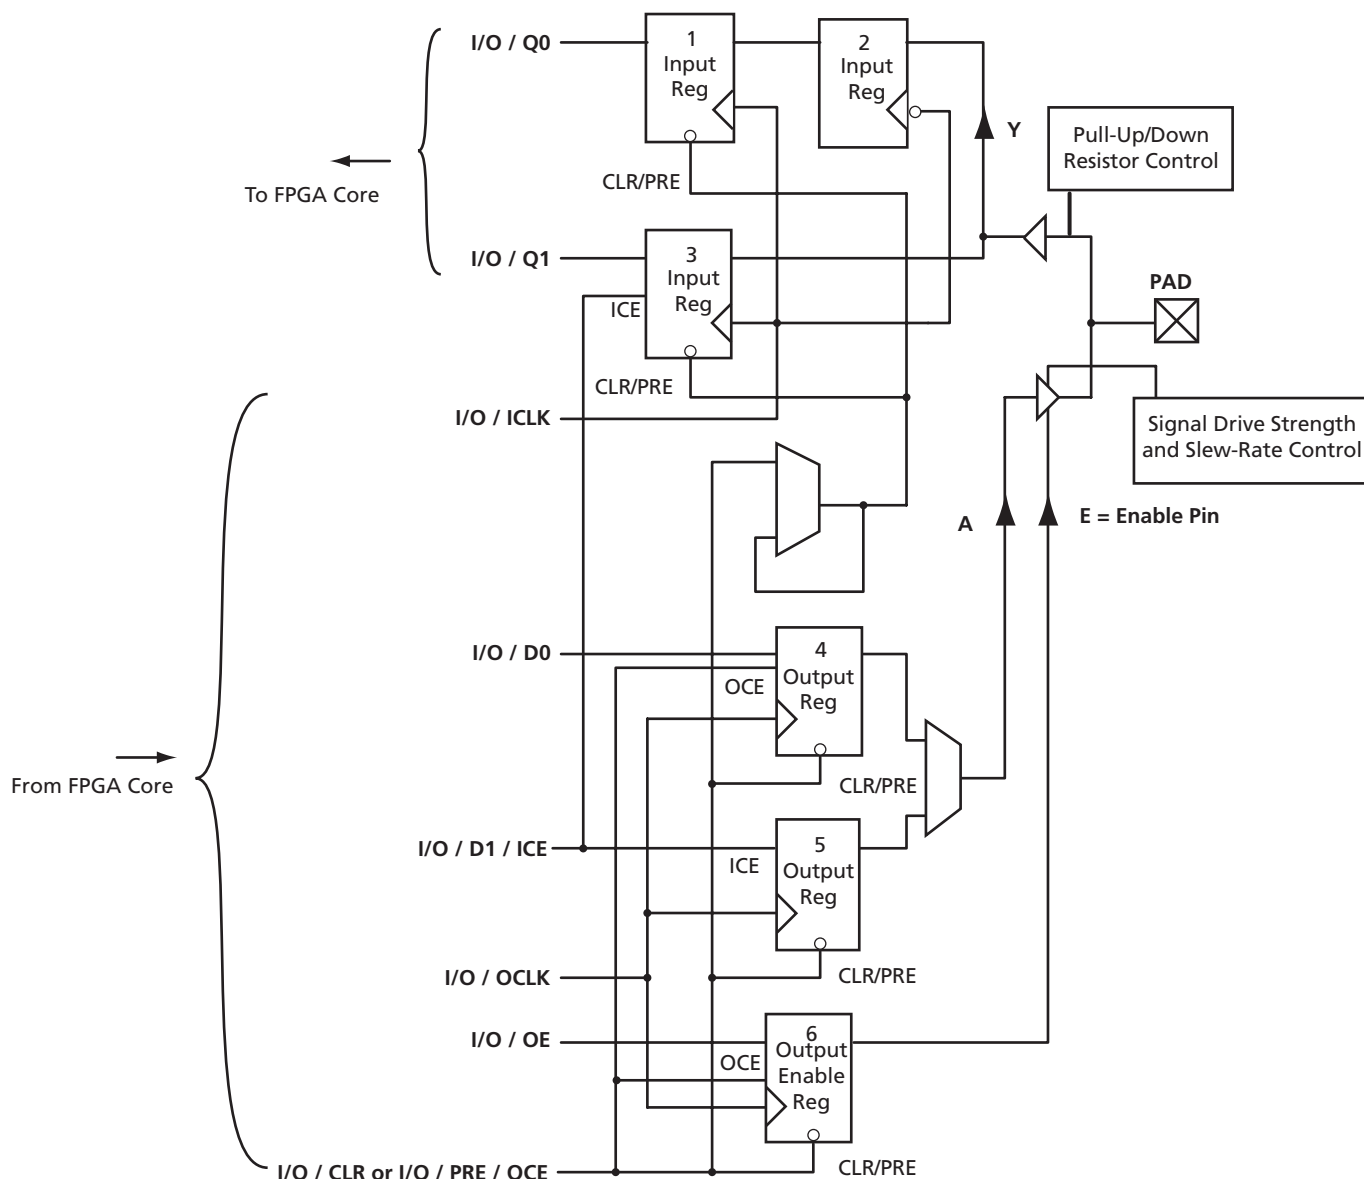 I/O / Q0
1
Input
Reg
2
Input
Reg
Y
Pull-Up/Down
Resistor Control
CLR/PRE
To FPGA Core
I/O / Q1
3
Input
Reg
ICE
PAD
CLR/PRE
I/O / ICLK
Signal Drive Strength
and Slew-Rate Control
A
E = Enable Pin
I/O / D0
4
Output
Reg
OCE
CLR/PRE
From FPGA Core
I/O / D1 / ICE
5
Output
Reg
ICE
I/O / OCLK
CLR/PRE
I/O / OE
6
Output
Enable
Reg
OCE
I/O / CLR or I/O / PRE / OCE
CLR/PRE